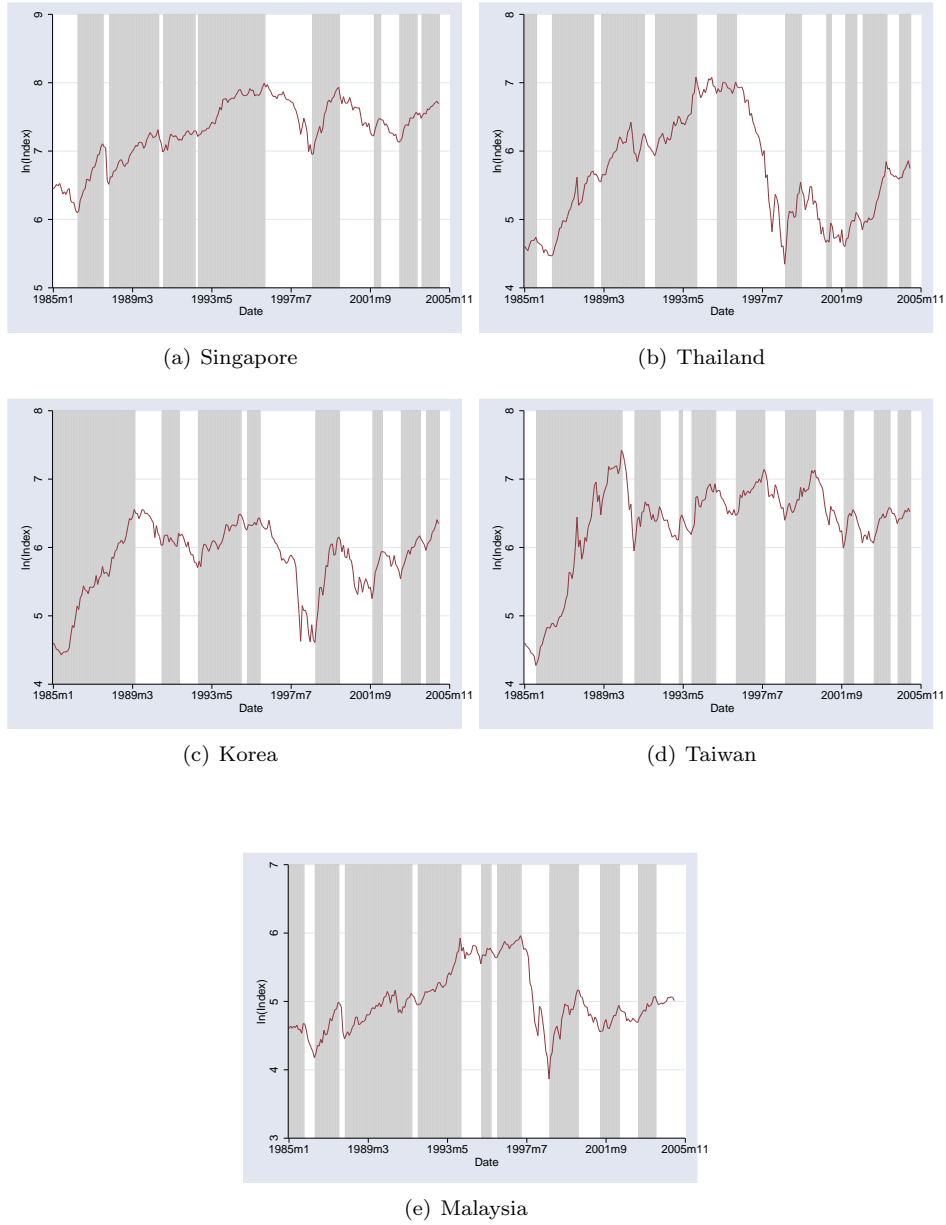 9
8
7
6
5
ln(Index)
1985m1 1989m3 1993m5 1997m7 2001m9 2005m11
Date
(a) Singapore
8
7
6
5
4
ln(Index)
1985m1 1989m3 1993m5 1997m7 2001m9 2005m11
Date
(b) Thailand
8
7
6
5
4
ln(Index)
1985m1 1989m3 1993m5 1997m7 2001m9 2005m11
Date
(c) Korea
8
7
6
5
4
ln(Index)
1985m1 1989m3 1993m5 1997m7 2001m9 2005m11
Date
(d) Taiwan
7
6
5
4
3
ln(Index)
1985m1 1989m3 1993m5 1997m7 2001m9 2005m11
Date
(e) Malaysia